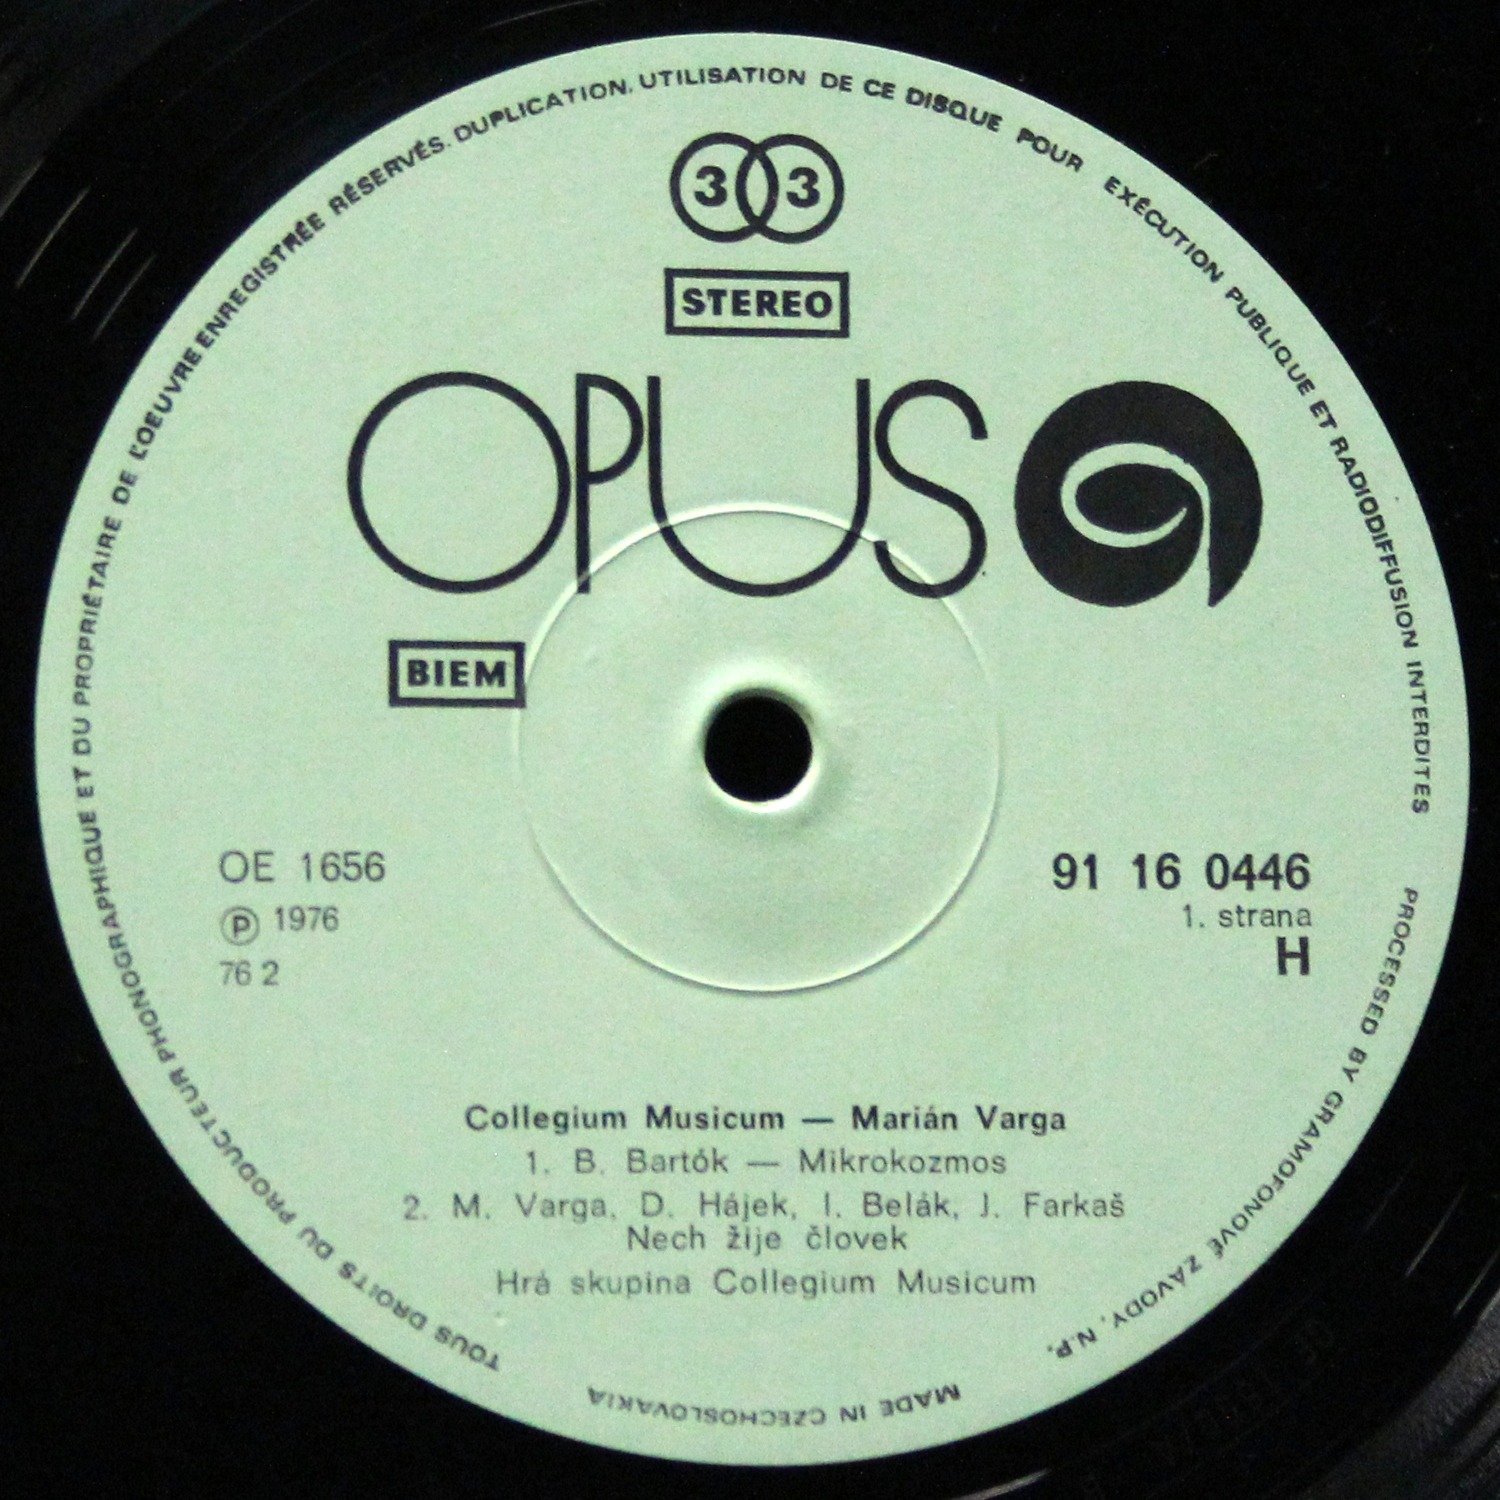 TOUS DROITS DU PRODUCTEUR PHONOGRAPHIQUE ET DU PROPRIÉTAIRE DE L'OEUVRE ENREGISTRÉE RÉSERVÉS. DUPLICATION, UTILISATION DE CE DISQUE POUR EXÉCUTION PUBLIQUE ET RADIODIFFUSION INTERDITES
33
STEREO
OPUS
BIEM
OE 1656
℗ 1976
76 2
91 16 0446
1. strana
H
Collegium Musicum — Marián Varga
1. B. Bartók — Mikrokozmos
2. M. Varga, D. Hájek, I. Belák, J. Farkaš
Nech žije človek
Hrá skupina Collegium Musicum
PROCESSED BY GRAMOFONOVÉ ZÁVODY, N.P.
MADE IN CZECHOSLOVAKIA